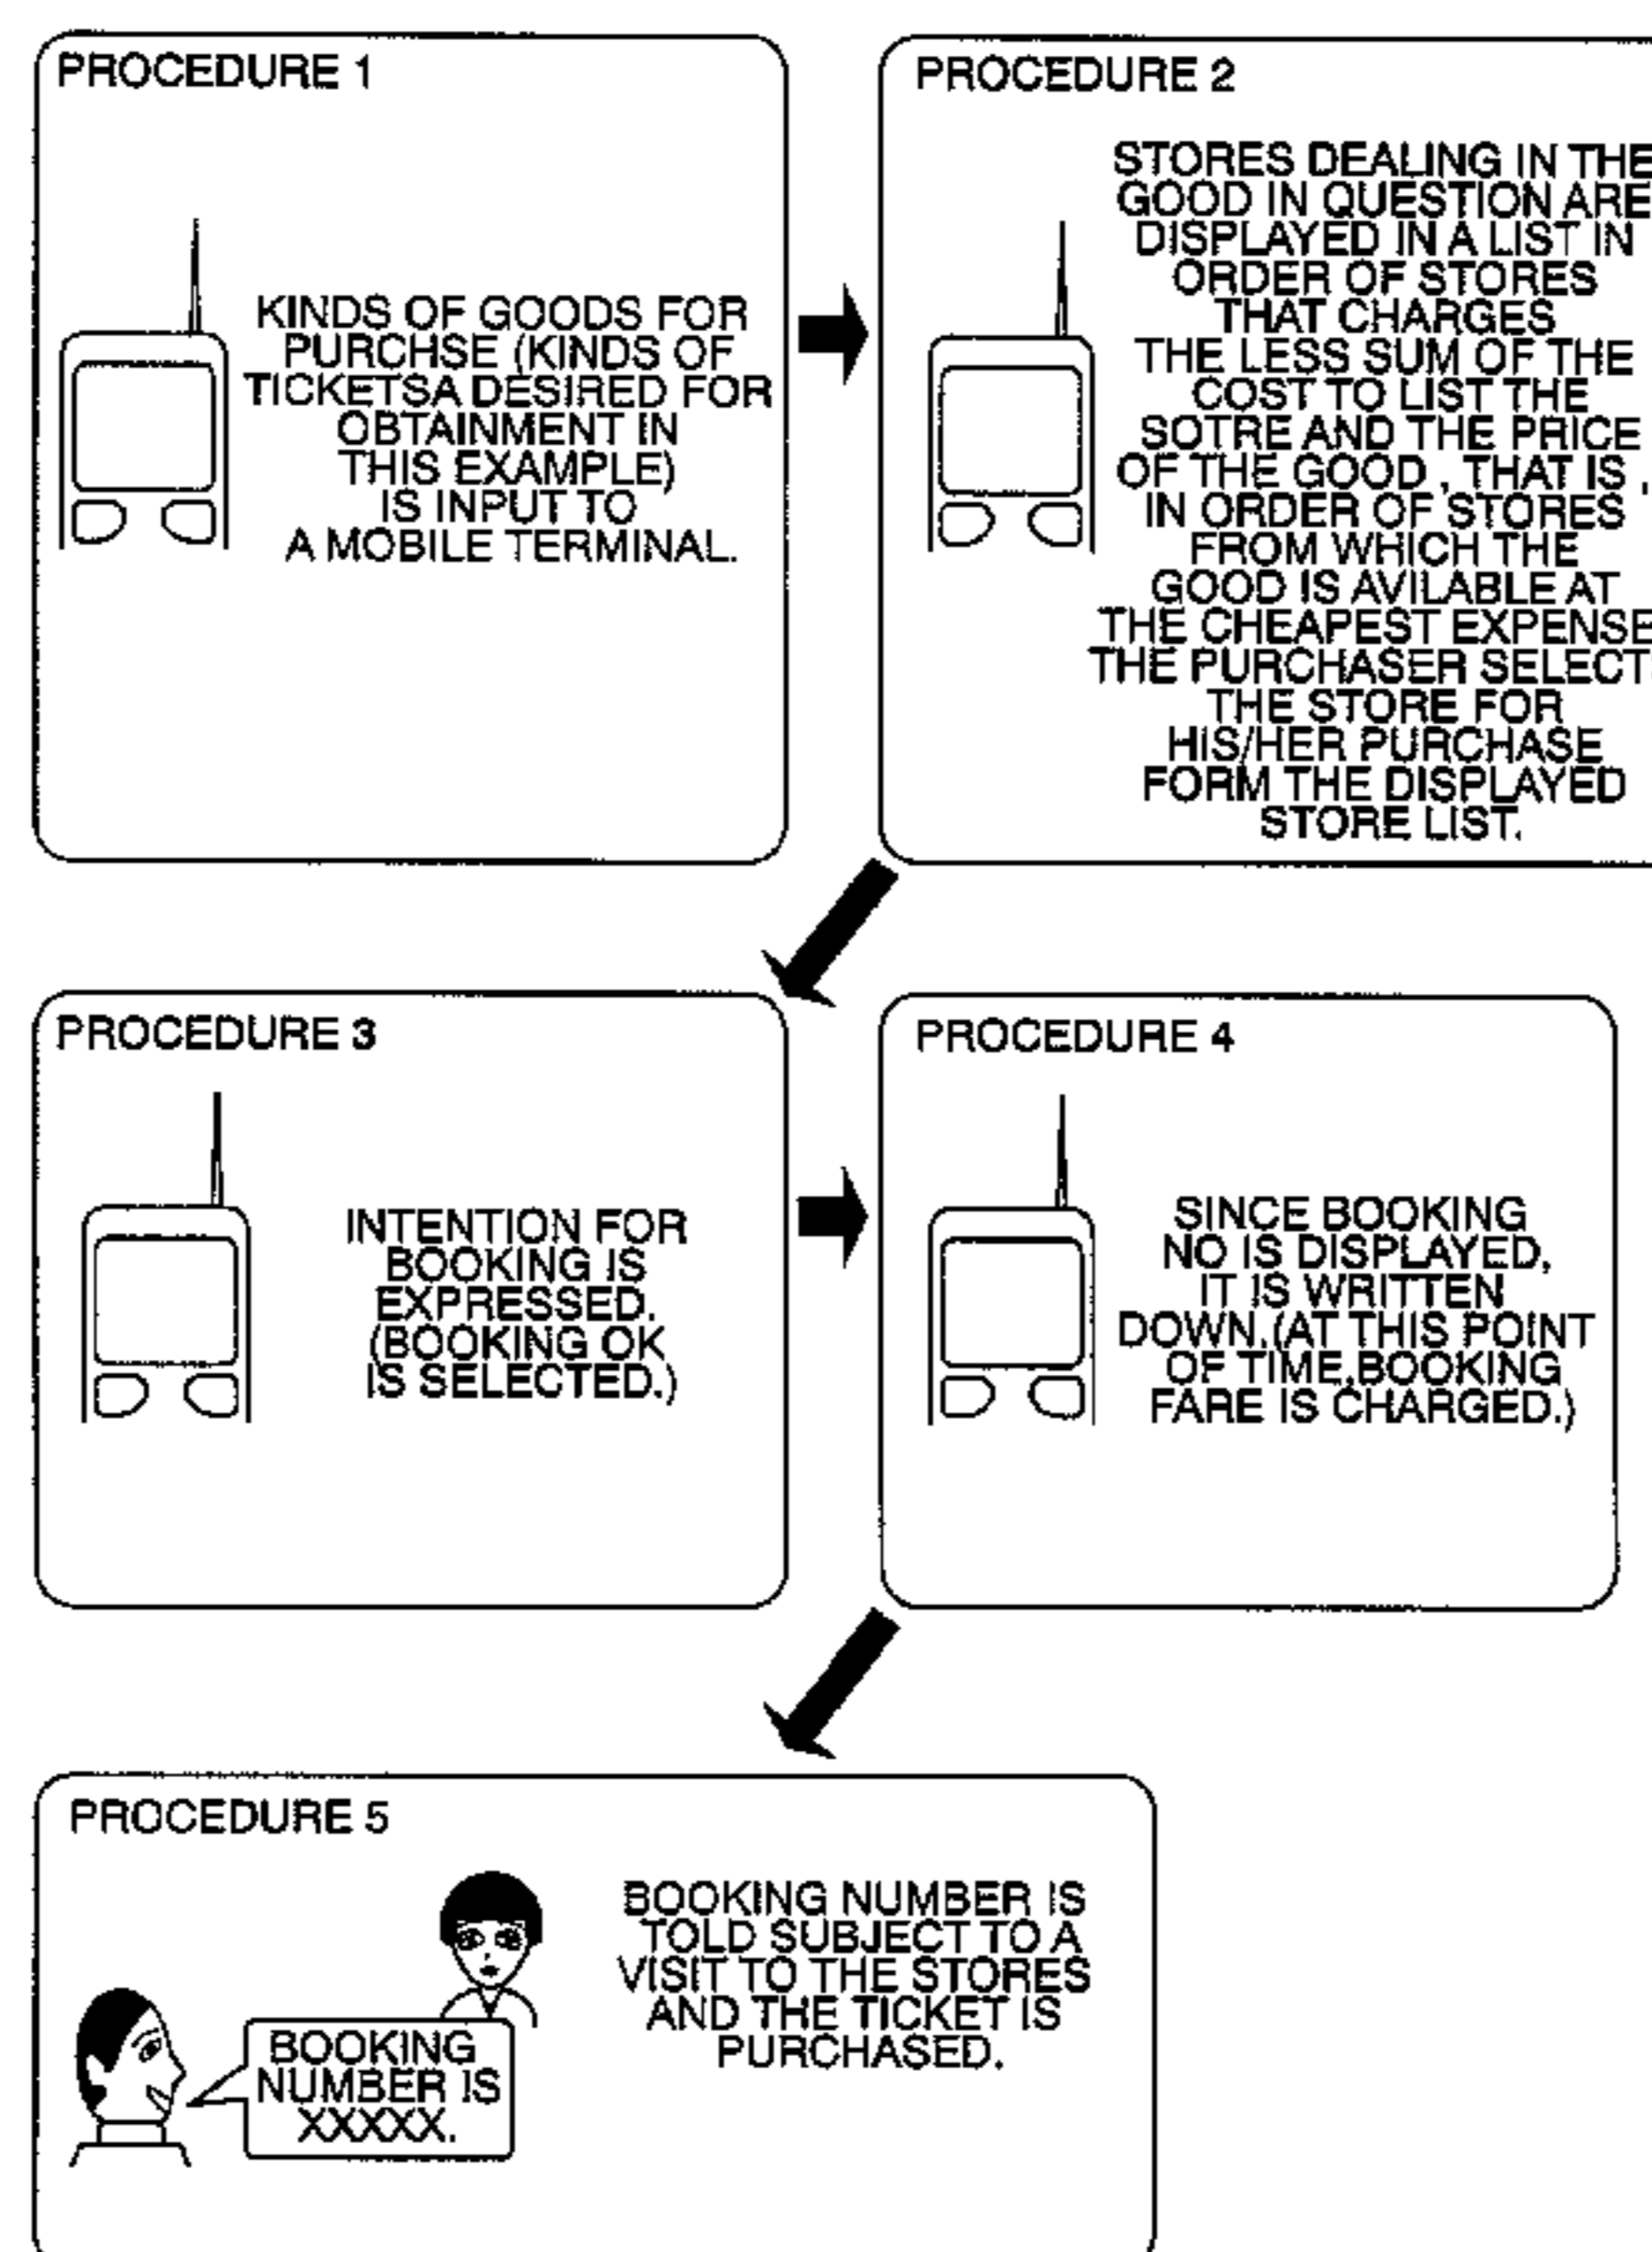 PROCEDURE 1
KINDS OF GOODS FOR
PURCHSE (KINDS OF
TICKETSA DESIRED FOR
OBTAINMENT IN
THIS EXAMPLE)
IS INPUT TO
A MOBILE TERMINAL.
PROCEDURE 2
STORES DEALING IN THE
GOOD IN QUESTION ARE
DISPLAYED IN A LIST IN
ORDER OF STORES
THAT CHARGES
THE LESS SUM OF THE
COST TO LIST THE
SOTRE AND THE PRICE
OF THE GOOD , THAT IS ,
IN ORDER OF STORES
FROM WHICH THE
GOOD IS AVILABLE AT
THE CHEAPEST EXPENSE
THE PURCHASER SELECT
THE STORE FOR
HIS/HER PURCHASE
FORM THE DISPLAYED
STORE LIST.
PROCEDURE 3
INTENTION FOR
BOOKING IS
EXPRESSED.
(BOOKING OK
IS SELECTED.)
PROCEDURE 4
SINCE BOOKING
NO IS DISPLAYED,
IT IS WRITTEN
DOWN.(AT THIS POINT
OF TIME,BOOKING
FARE IS CHARGED.)
PROCEDURE 5
BOOKING
NUMBER IS
XXXXX.
BOOKING NUMBER IS
TOLD SUBJECT TO A
VISIT TO THE STORES
AND THE TICKET IS
PURCHASED.